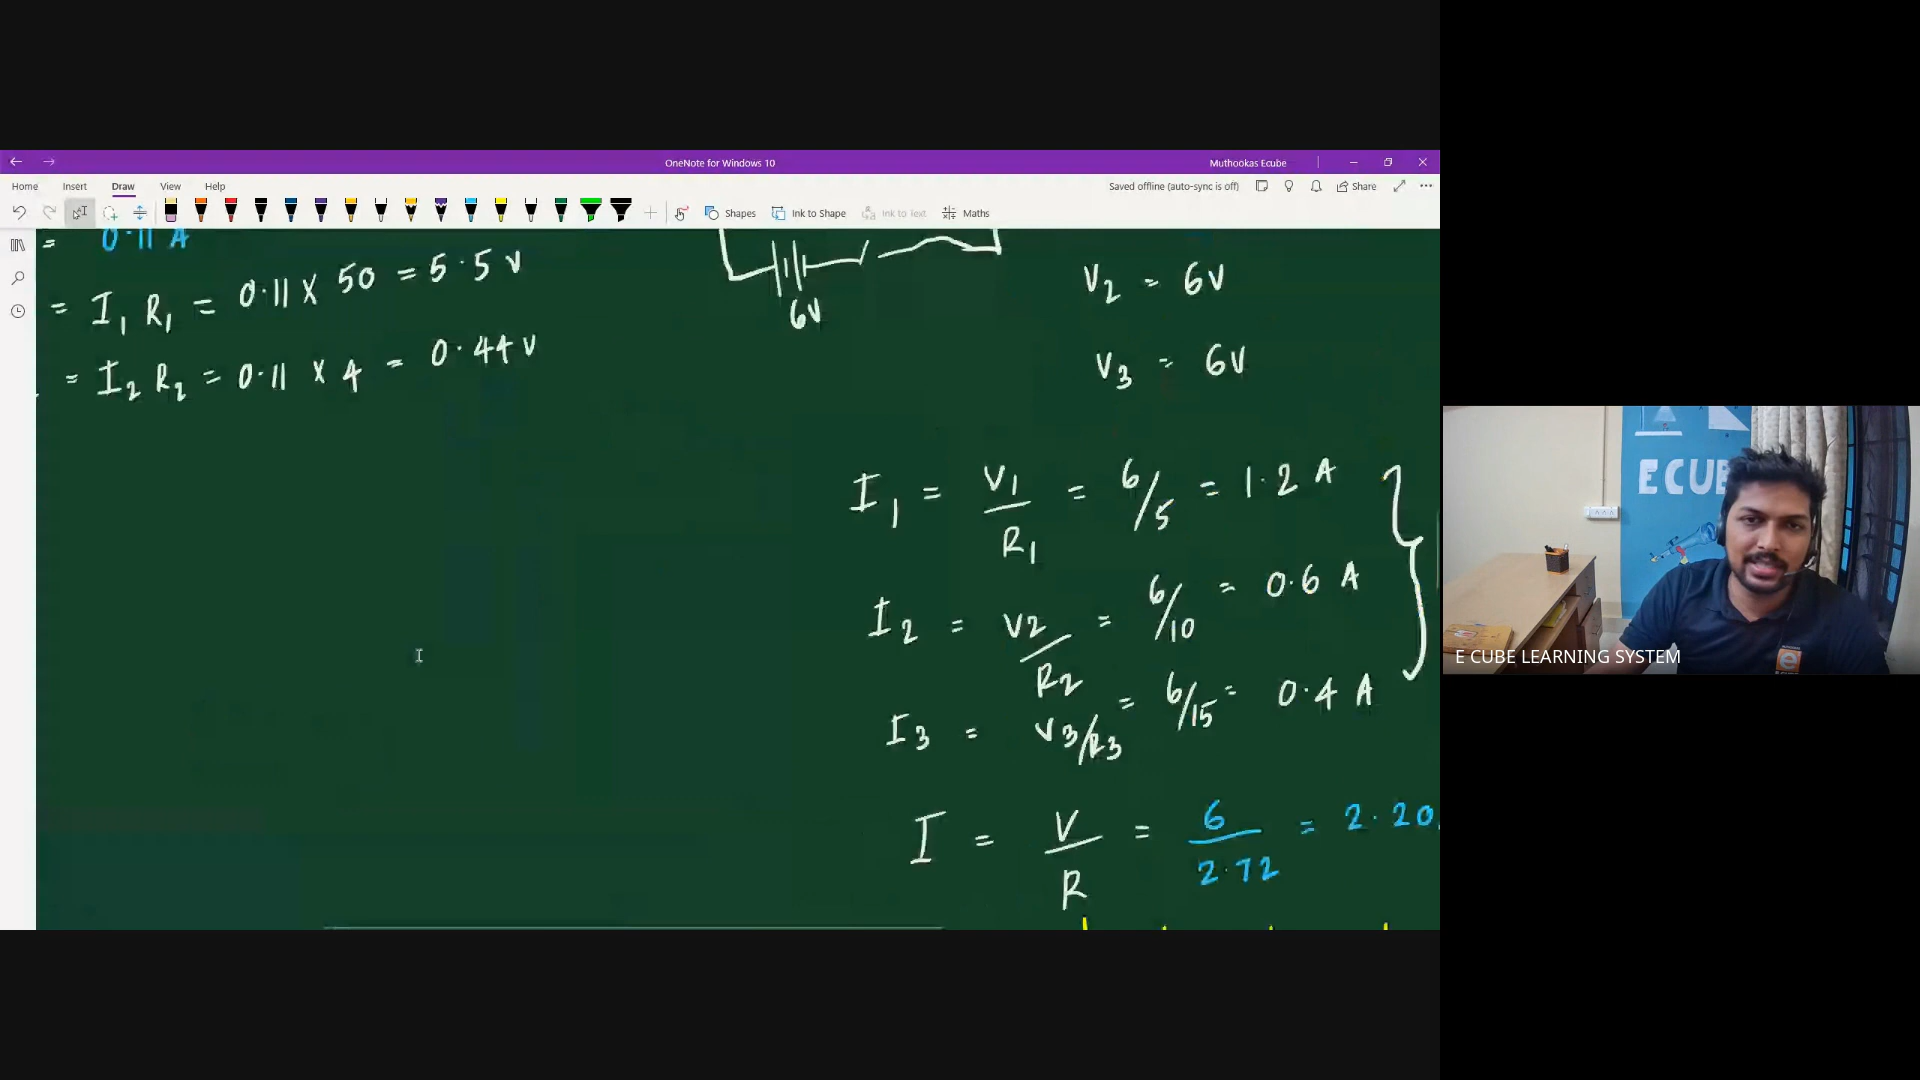 OneNote for Windows 10
Muthookas Ecube
Home Insert Draw View Help
Saved offline (auto-sync is off)
Share
Shapes
Ink to Shape
Ink to Text
Maths
= 0.11 A
= I₁ R₁ = 0.11 X 50 = 5.5 V
= I₂ R₂ = 0.11 X 4 = 0.44 V
6V
V₂ = 6V
V₃ = 6V
I₁ = V₁/R₁ = 6/5 = 1.2 A
I₂ = V₂/R₂ = 6/10 = 0.6 A
I₃ = V₃/R₃ = 6/15 = 0.4 A
I = V/R = 6/2.72 = 2.20
E CUB
E CUBE LEARNING SYSTEM